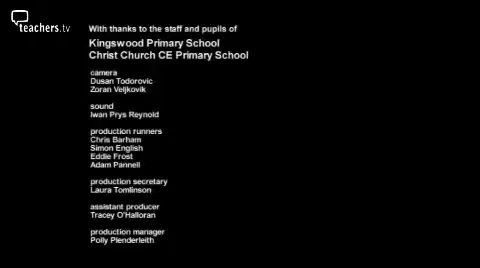 teachers.tv
With thanks to the staff and pupils of
Kingswood Primary School
Christ Church CE Primary School
camera
Dusan Todorovic
Zoran Veljkovik
sound
Iwan Prys Reynold
production runners
Chris Barham
Simon English
Eddie Frost
Adam Pannell
production secretary
Laura Tomlinson
assistant producer
Tracey O'Halloran
production manager
Polly Plenderleith